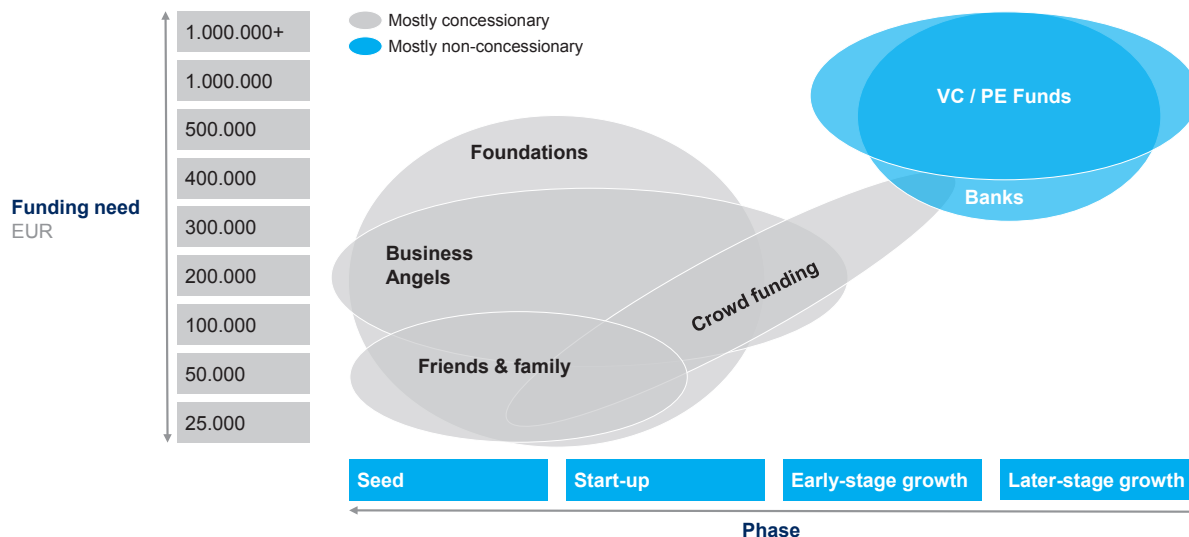 Mostly concessionary
Mostly non-concessionary
1.000.000+
1.000.000
500.000
400.000
300.000
200.000
100.000
50.000
25.000
Funding need
EUR
VC / PE Funds
Banks
Foundations
Business
Angels
Crowd funding
Friends & family
Seed
Start-up
Early-stage growth
Later-stage growth
Phase